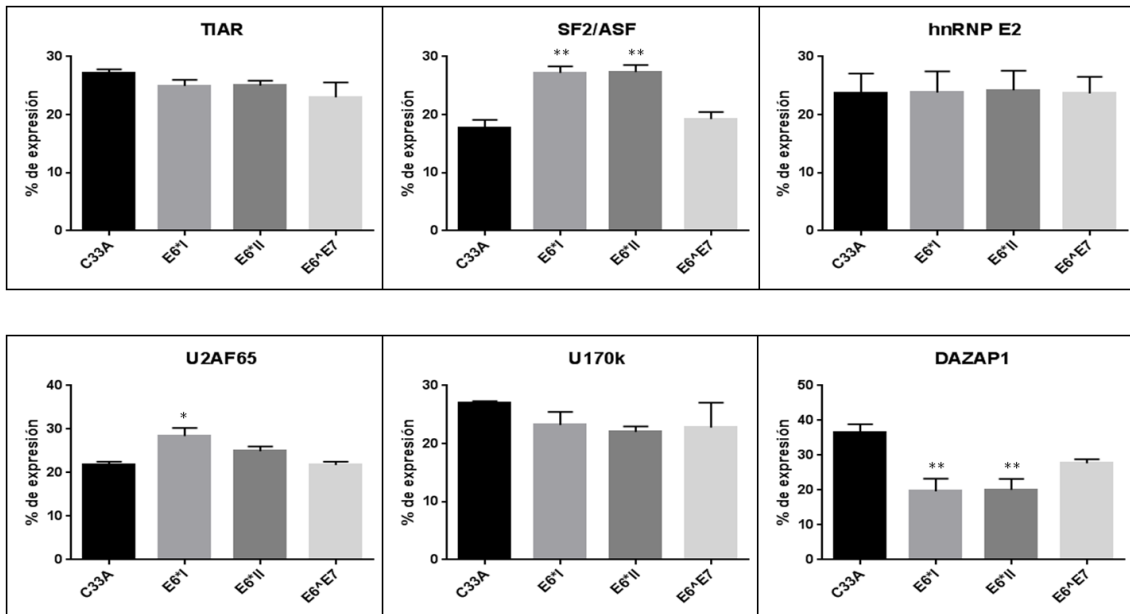 TIAR
% de expresión
30
20
10
0
C33A
E6*I
E6*II
E6^E7
SF2/ASF
% de expresión
30
20
10
0
**
**
C33A
E6*I
E6*II
E6^E7
hnRNP E2
% de expresión
30
20
10
0
C33A
E6*I
E6*II
E6^E7
U2AF65
% de expresión
40
30
20
10
0
*
C33A
E6*I
E6*II
E6^E7
U170k
% de expresión
30
20
10
0
C33A
E6*I
E6*II
E6^E7
DAZAP1
% de expresión
50
40
30
20
10
0
**
**
C33A
E6*I
E6*II
E6^E7